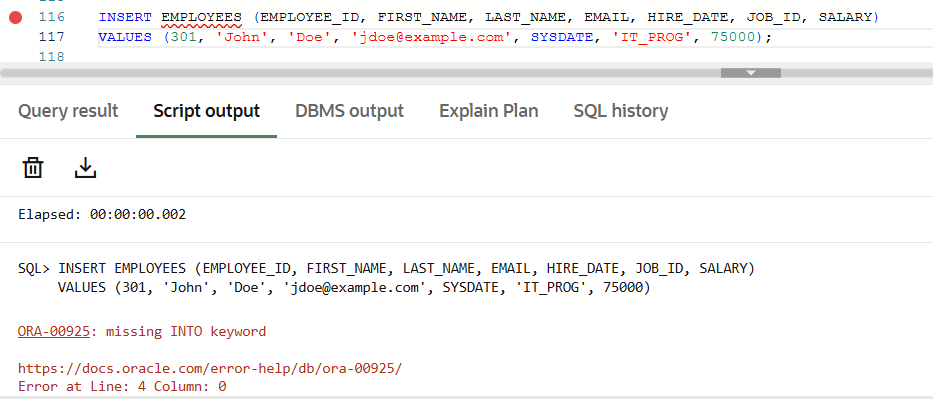 116 INSERT EMPLOYEES (EMPLOYEE_ID, FIRST_NAME, LAST_NAME, EMAIL, HIRE_DATE, JOB_ID, SALARY)
117 VALUES (301, 'John', 'Doe', 'jdoe@example.com', SYSDATE, 'IT_PROG', 75000);
118
Query result Script output DBMS output Explain Plan SQL history
Elapsed: 00:00:00.002
SQL> INSERT EMPLOYEES (EMPLOYEE_ID, FIRST_NAME, LAST_NAME, EMAIL, HIRE_DATE, JOB_ID, SALARY)
VALUES (301, 'John', 'Doe', 'jdoe@example.com', SYSDATE, 'IT_PROG', 75000)
ORA-00925: missing INTO keyword
https://docs.oracle.com/error-help/db/ora-00925/
Error at Line: 4 Column: 0